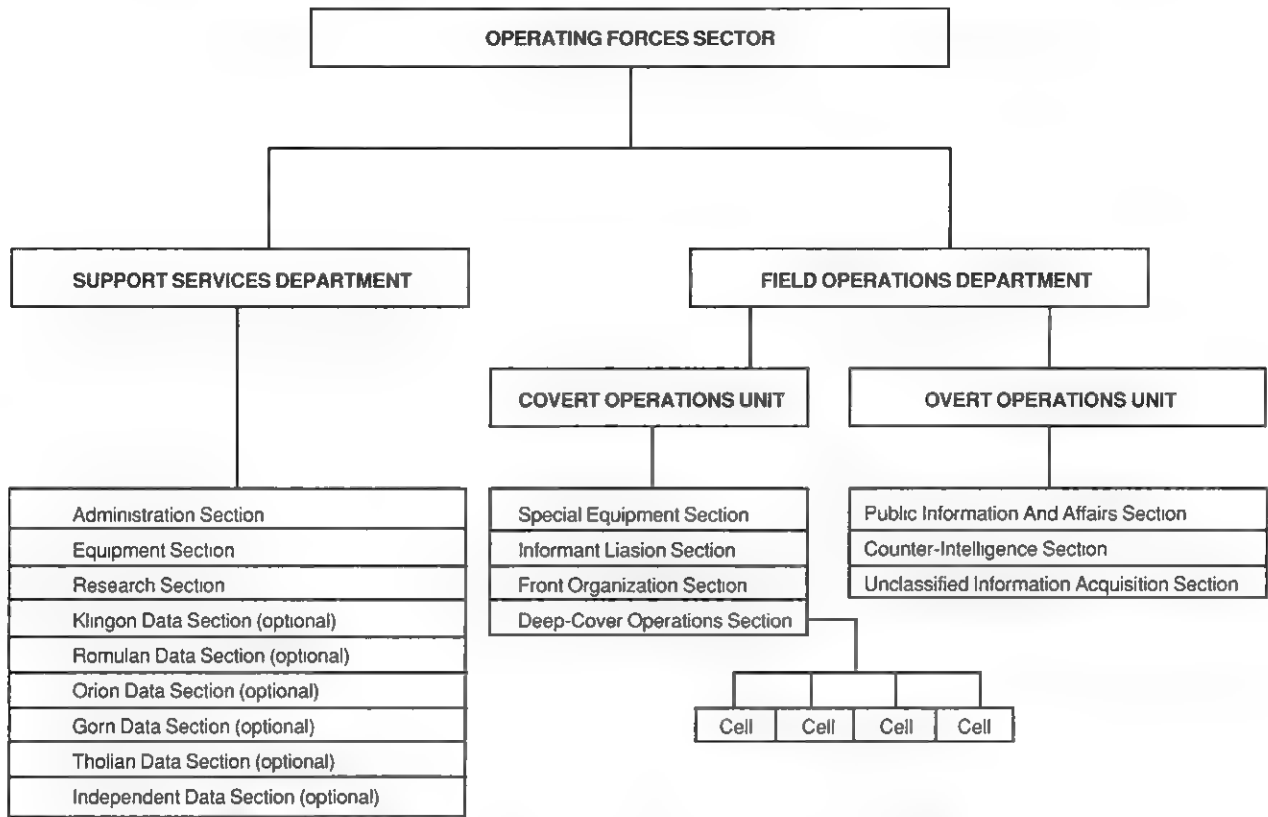 OPERATING FORCES SECTOR
SUPPORT SERVICES DEPARTMENT
FIELD OPERATIONS DEPARTMENT
COVERT OPERATIONS UNIT
OVERT OPERATIONS UNIT
Administration Section
Equipment Section
Research Section
Klingon Data Section (optional)
Romulan Data Section (optional)
Orion Data Section (optional)
Gorn Data Section (optional)
Tholian Data Section (optional)
Independent Data Section (optional)
Special Equipment Section
Informant Liasion Section
Front Organization Section
Deep-Cover Operations Section
Cell
Cell
Cell
Cell
Public Information And Affairs Section
Counter-Intelligence Section
Unclassified Information Acquisition Section